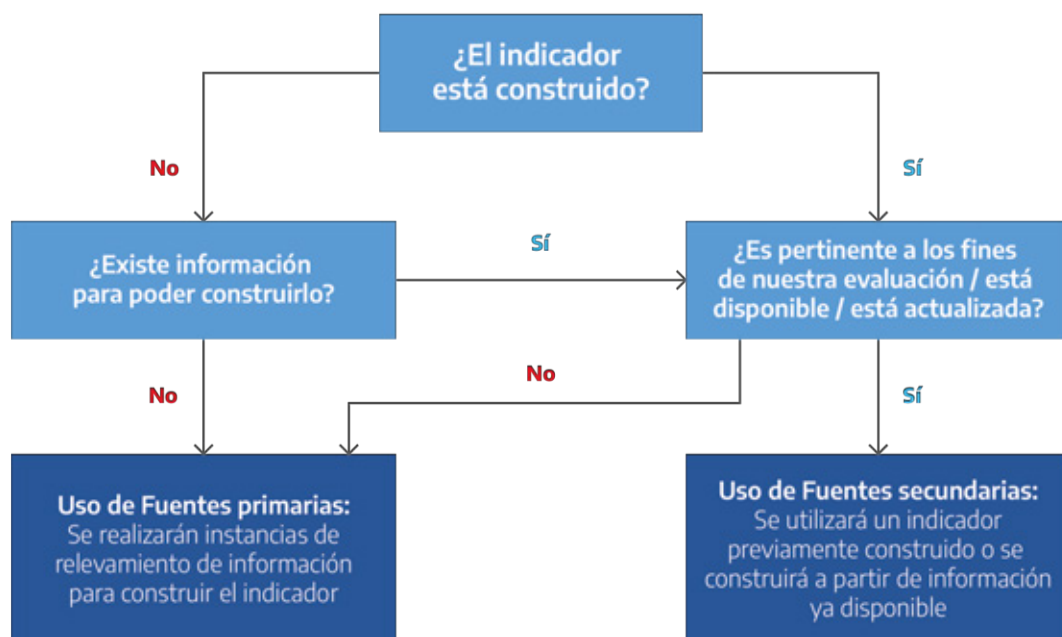 ¿El indicador
está construido?
No
Sí
¿Existe información
para poder construirlo?
Sí
¿Es pertinente a los fines
de nuestra evaluación / está
disponible / está actualizada?
No
No
Sí
Uso de Fuentes primarias:
Se realizarán instancias de
relevamiento de información
para construir el indicador
Uso de Fuentes secundarias:
Se utilizará un indicador
previamente construido o se
construirá a partir de información
ya disponible